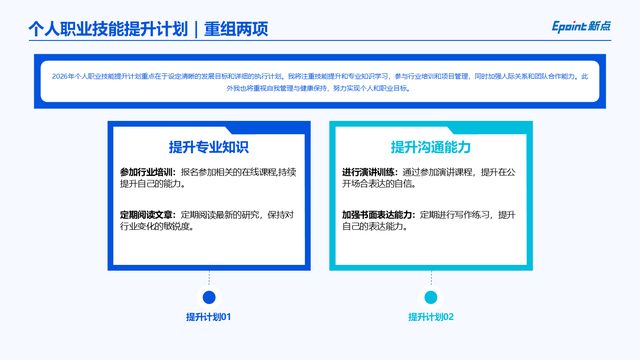 个人职业技能提升计划｜重组两项
Epoint新点
2026年个人职业技能提升计划重点在于设定清晰的发展目标和详细的执行计划。我将注重技能提升和专业知识学习，参与行业培训和项目管理，同时加强人际关系和团队合作能力。此
外我也将重视自我管理与健康保持，努力实现个人和职业目标。
提升专业知识
参加行业培训：报名参加相关的在线课程,持续
提升自己的能力。
定期阅读文章：定期阅读最新的研究，保持对
行业变化的敏锐度。
提升沟通能力
进行演讲训练：通过参加演讲课程，提升在公
开场合表达的自信。
加强书面表达能力：定期进行写作练习，提升
自己的表达能力。
提升计划01
提升计划02